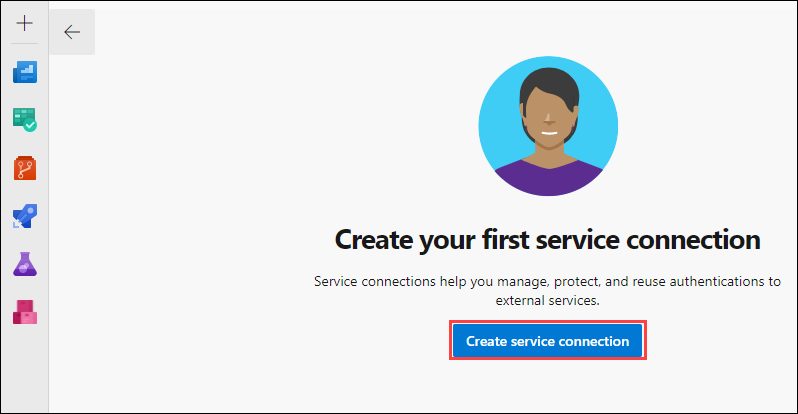 Create your first service connection
Service connections help you manage, protect, and reuse authentications to
external services.
Create service connection